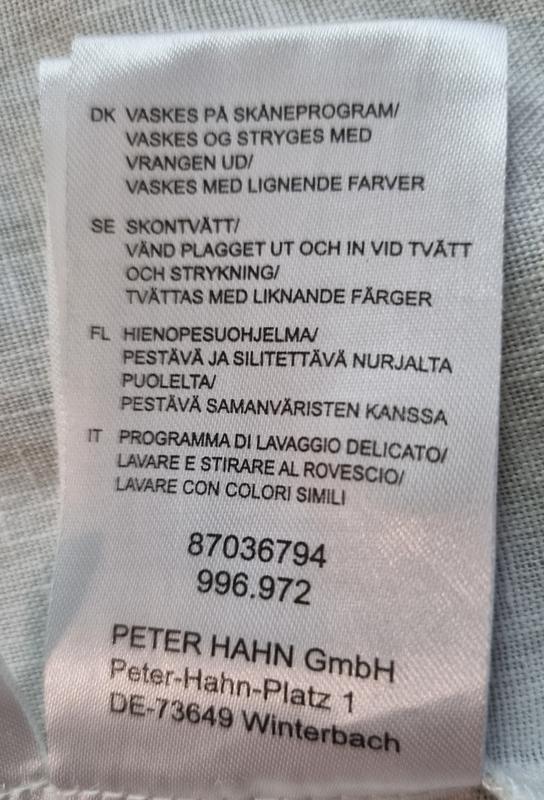 DK VASKES PÅ SKÅNEPROGRAM/
VASKES OG STRYGES MED
VRANGEN UD/
VASKES MED LIGNENDE FARVER
SE SKONTVÄTT/
VÄND PLAGGET UT OCH IN VID TVÄTT
OCH STRYKNING/
TVÄTTAS MED LIKNANDE FÄRGER
FL HIENOPESUOHJELMA/
PESTÄVÄ JA SILITETTÄVÄ NURJALTA
PUOLELTA/
PESTÄVÄ SAMANVÄRISTEN KANSSA
IT PROGRAMMA DI LAVAGGIO DELICATO/
LAVARE E STIRARE AL ROVESCIO/
LAVARE CON COLORI SIMILI
87036794
996.972
PETER HAHN GmbH
Peter-Hahn-Platz 1
DE-73649 Winterbach